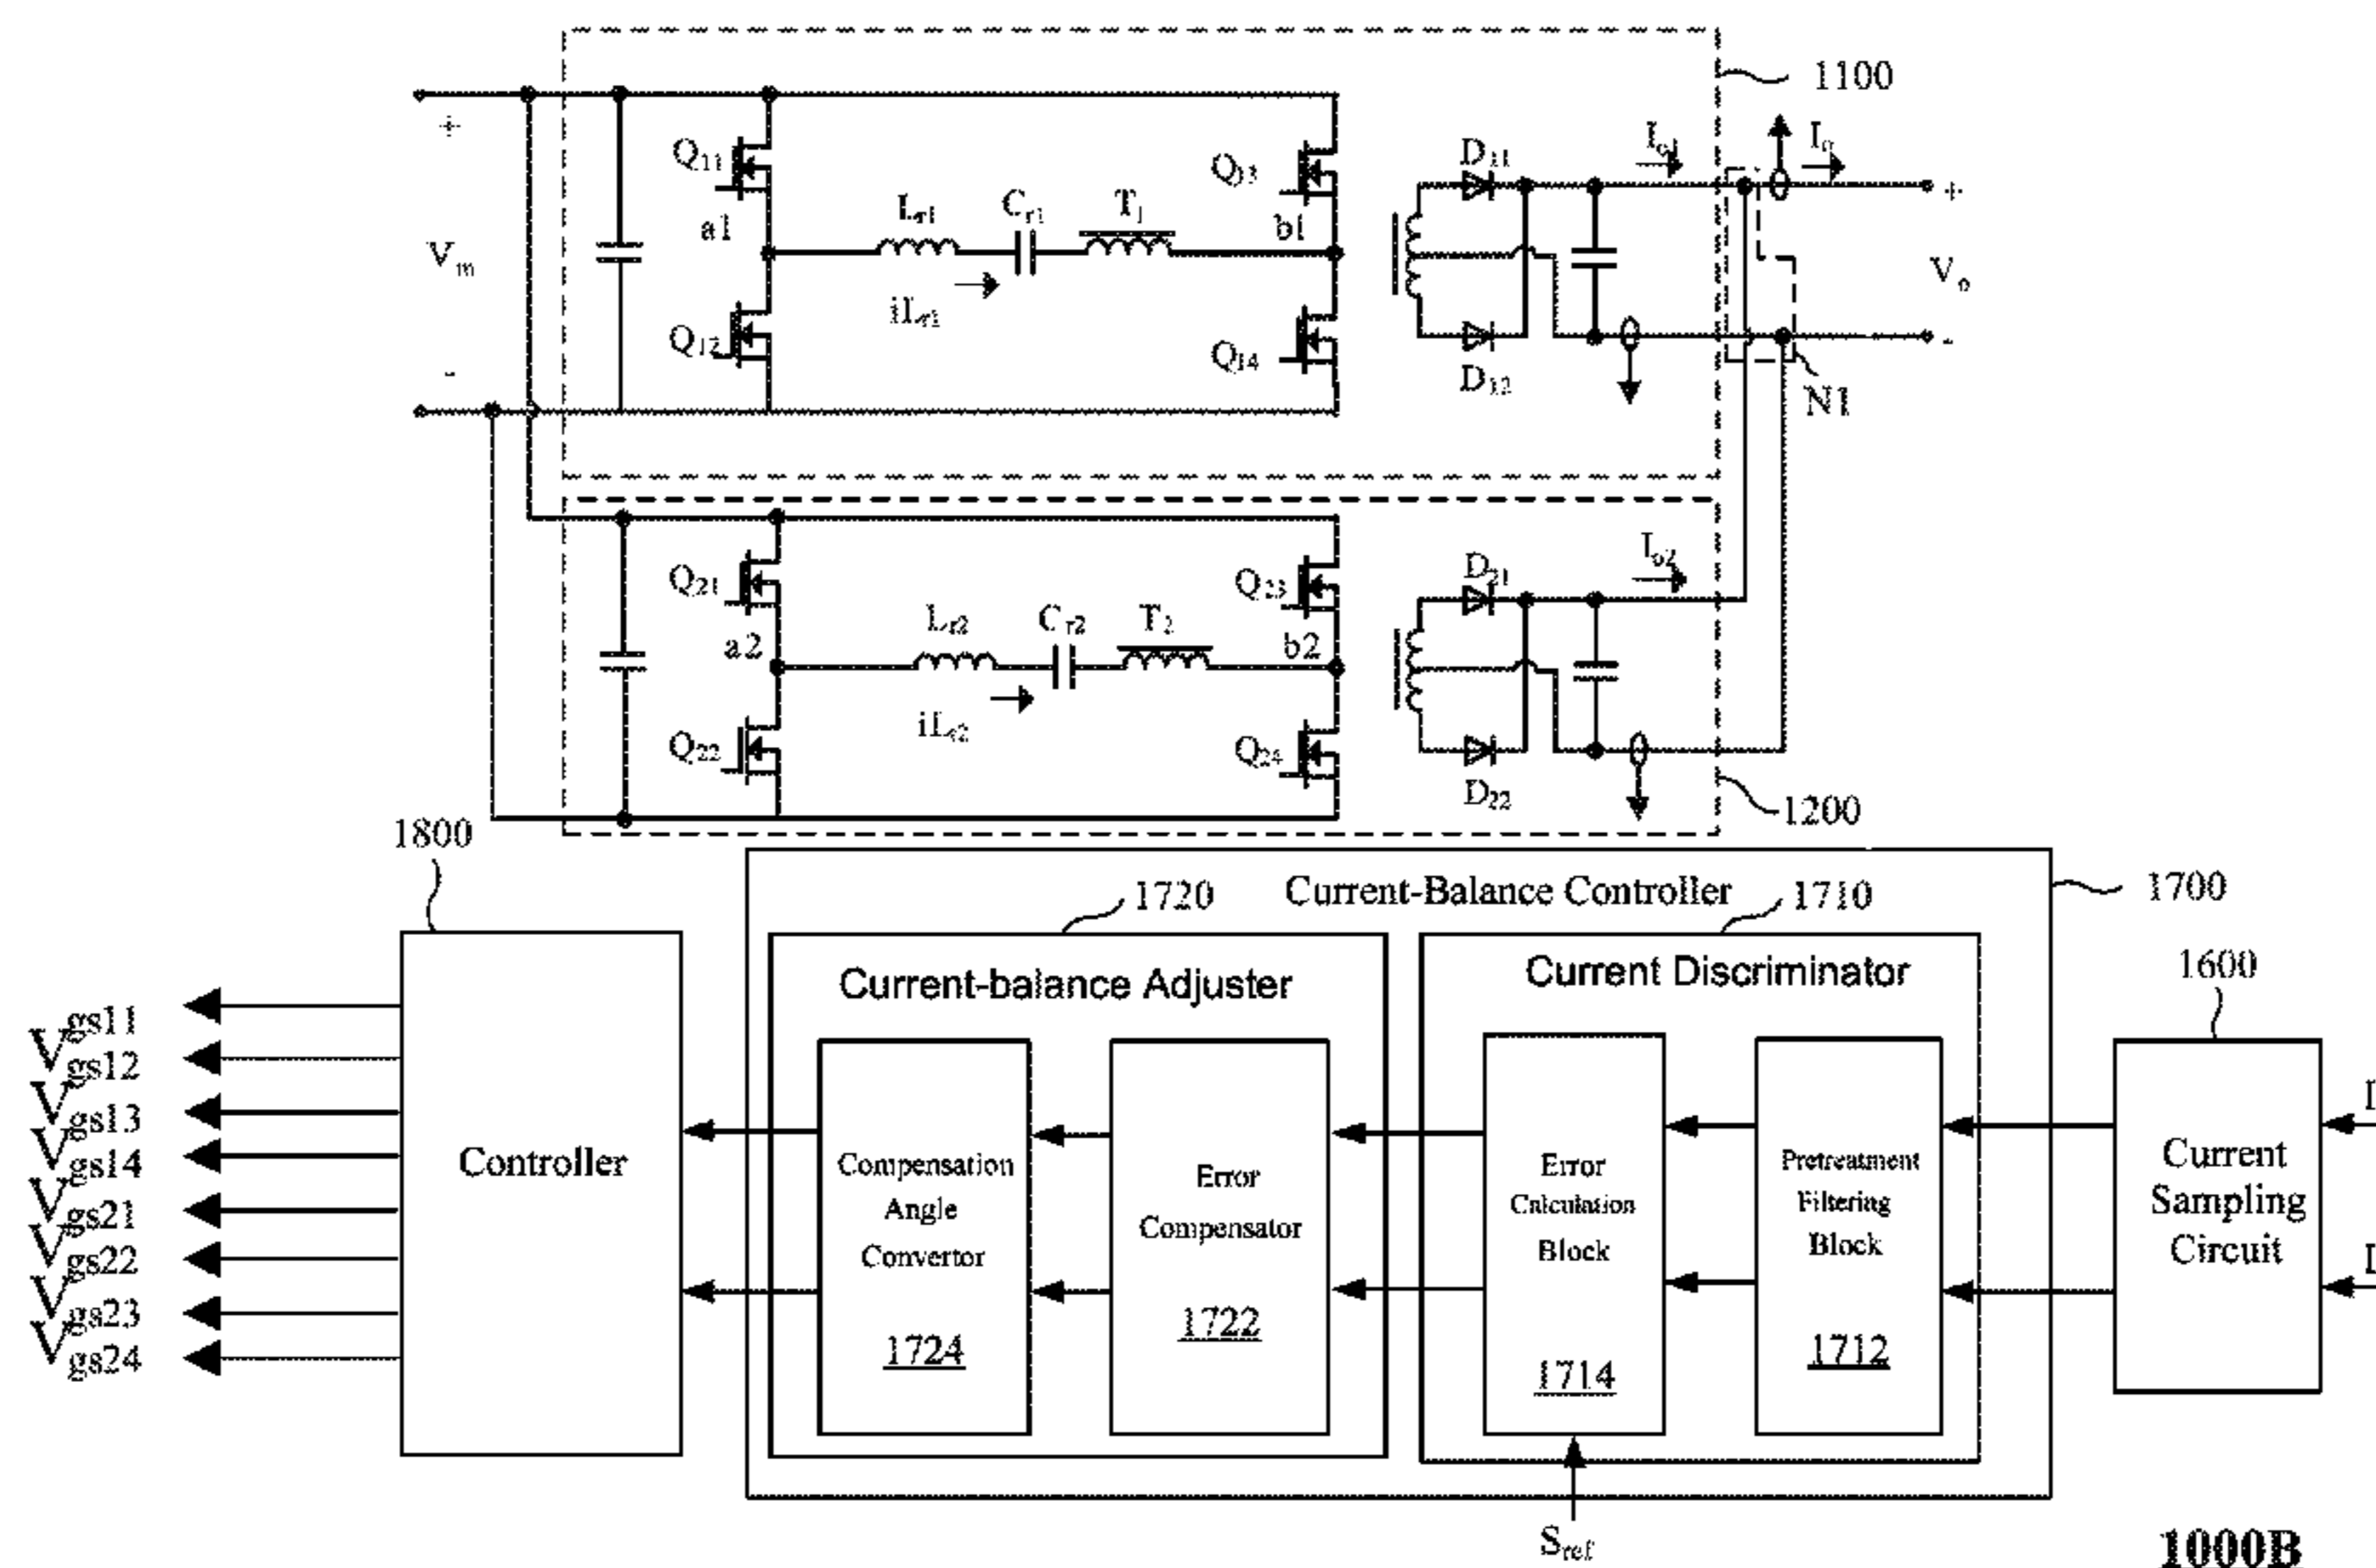 1100
+
Q11
Q13
D11
Io1
Io
+
Lr1
Cr1
T1
a1
b1
Vin
Vo
iLr1
Q12
Q14
D12
-
-
N1
Q21
Q23
D21
Io2
Lr2
Cr2
T2
a2
b2
iLr2
Q22
Q24
D22
1200
1800
Current-Balance Controller
1700
1720
1710
Current-balance Adjuster
Current Discriminator
1600
Vgs11
Vgs12
Vgs13
Vgs14
Vgs21
Vgs22
Vgs23
Vgs24
Controller
Compensation
Angle
Convertor
1724
Error
Compensator
1722
Error
Calculation
Block
1714
Pretreatment
Filtering
Block
1712
Current
Sampling
Circuit
Sref
1000B